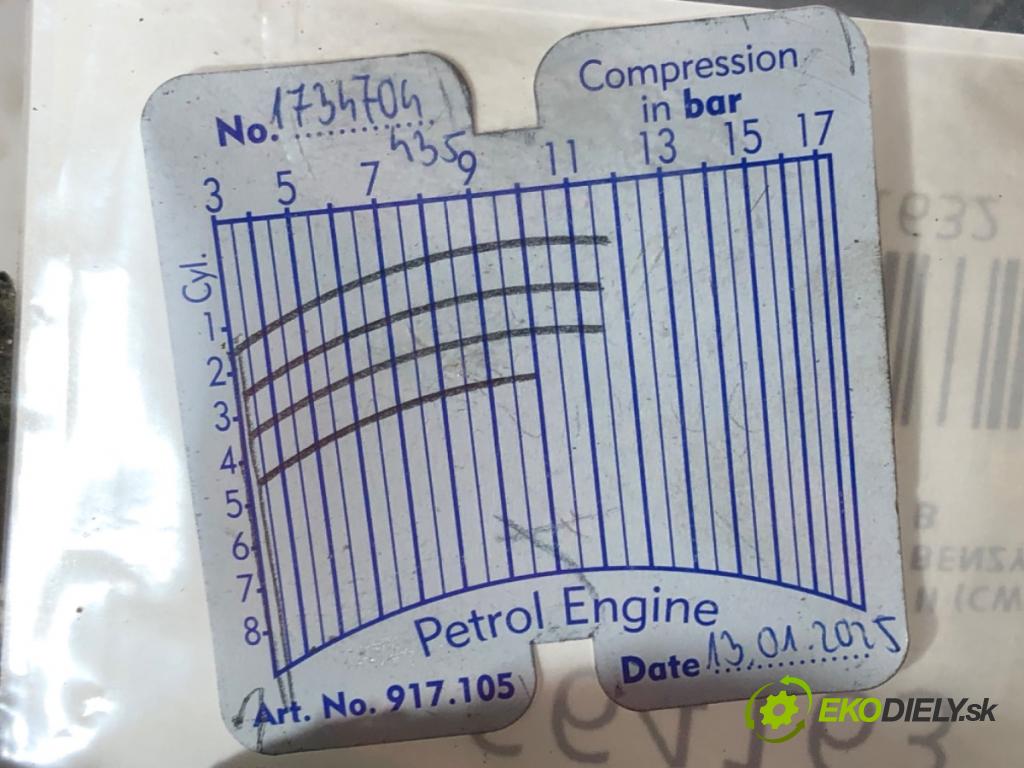 Compression
in bar
No. 1734704
435
3 5 7 9 11 13 15 17
Cyl.
1
2
3
4
5
6
7
8
Petrol Engine
Date 13.01.2025
Art. No. 917.105
EKODIELY.sk